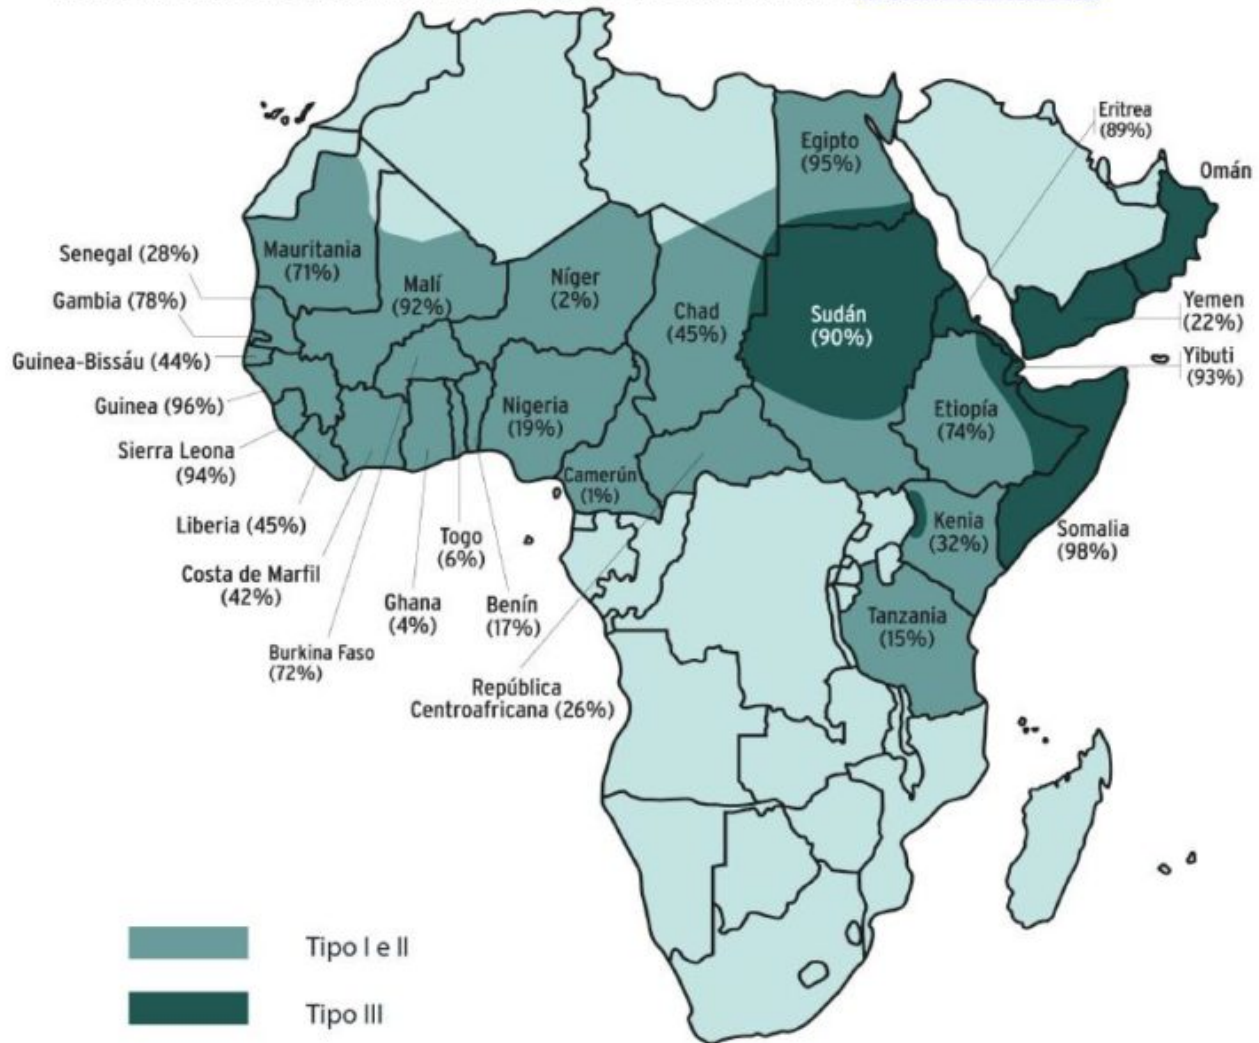 Eritrea
(89%)
Egipto
(95%)
Omán
Senegal (28%)
Mauritania
(71%)
Malí
(92%)
Níger
(2%)
Chad
(45%)
Sudán
(90%)
Gambia (78%)
Yemen
(22%)
Guinea-Bissáu (44%)
Yibuti
(93%)
Guinea (96%)
Nigeria
(19%)
Etiopía
(74%)
Sierra Leona
(94%)
Camerún
(1%)
Liberia (45%)
Kenia
(32%)
Somalia
(98%)
Togo
(6%)
Costa de Marfil
(42%)
Ghana
(4%)
Benín
(17%)
Tanzania
(15%)
Burkina Faso
(72%)
República
Centroafricana (26%)
Tipo I e II
Tipo III